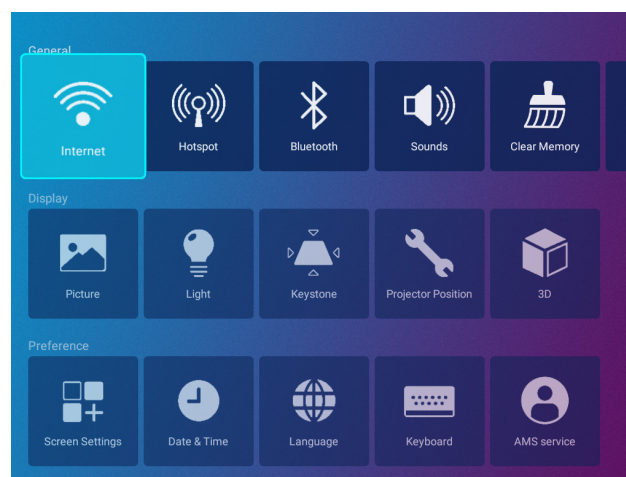 General
Internet
Hotspot
Bluetooth
Sounds
Clear Memory
Display
Picture
Light
Keystone
Projector Position
3D
Preference
Screen Settings
Date & Time
Language
Keyboard
AMS service